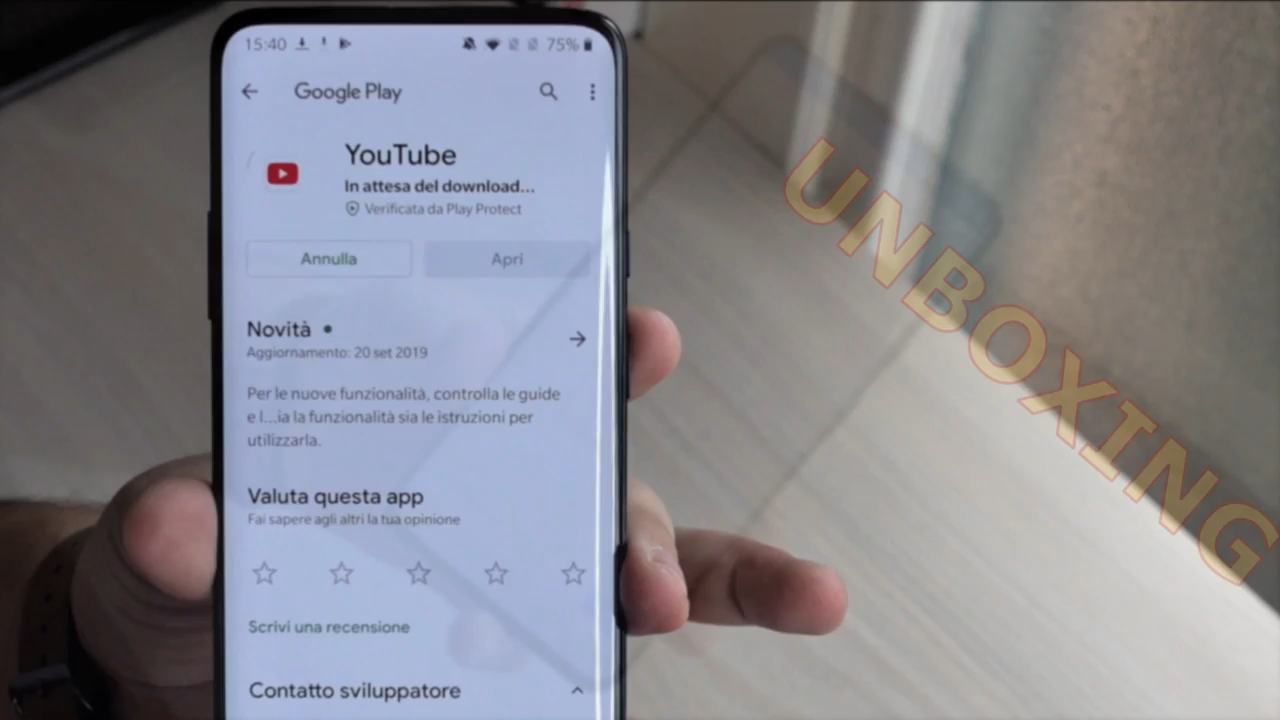 15:40 75%
Google Play
YouTube
In attesa del download...
Verificata da Play Protect
Annulla Apri
Novità
Aggiornamento: 20 set 2019
Per le nuove funzionalità, controlla le guide
e l...ia la funzionalità sia le istruzioni per
utilizzarla.
Valuta questa app
Fai sapere agli altri la tua opinione
Scrivi una recensione
Contatto sviluppatore
UNBOXING